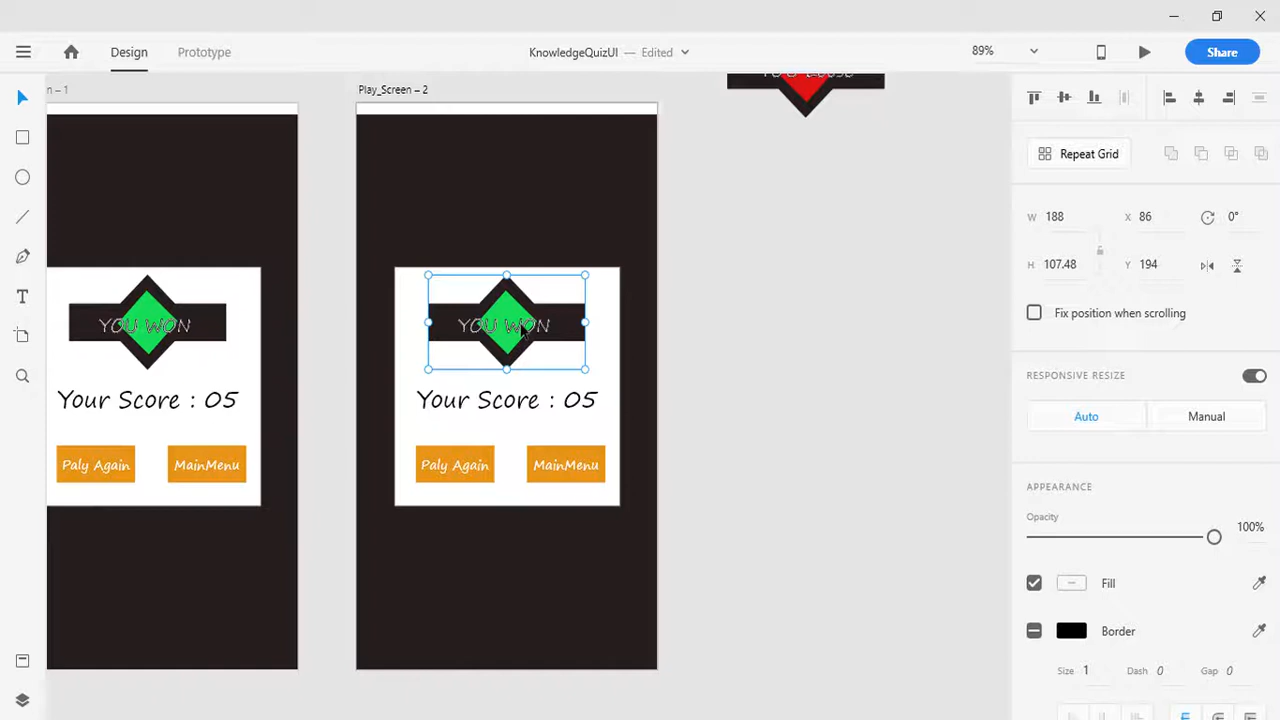 Design
Prototype
KnowledgeQuizUI — Edited
89%
Share
n – 1
Play_Screen – 2
Repeat Grid
W 188
X 86
0°
H 107.48
Y 194
Fix position when scrolling
RESPONSIVE RESIZE
Auto
Manual
APPEARANCE
Opacity
100%
Fill
Border
Size 1
Dash 0
Gap 0
YOU WON
Your Score : 05
Paly Again
MainMenu
YOU WON
Your Score : 05
Paly Again
MainMenu